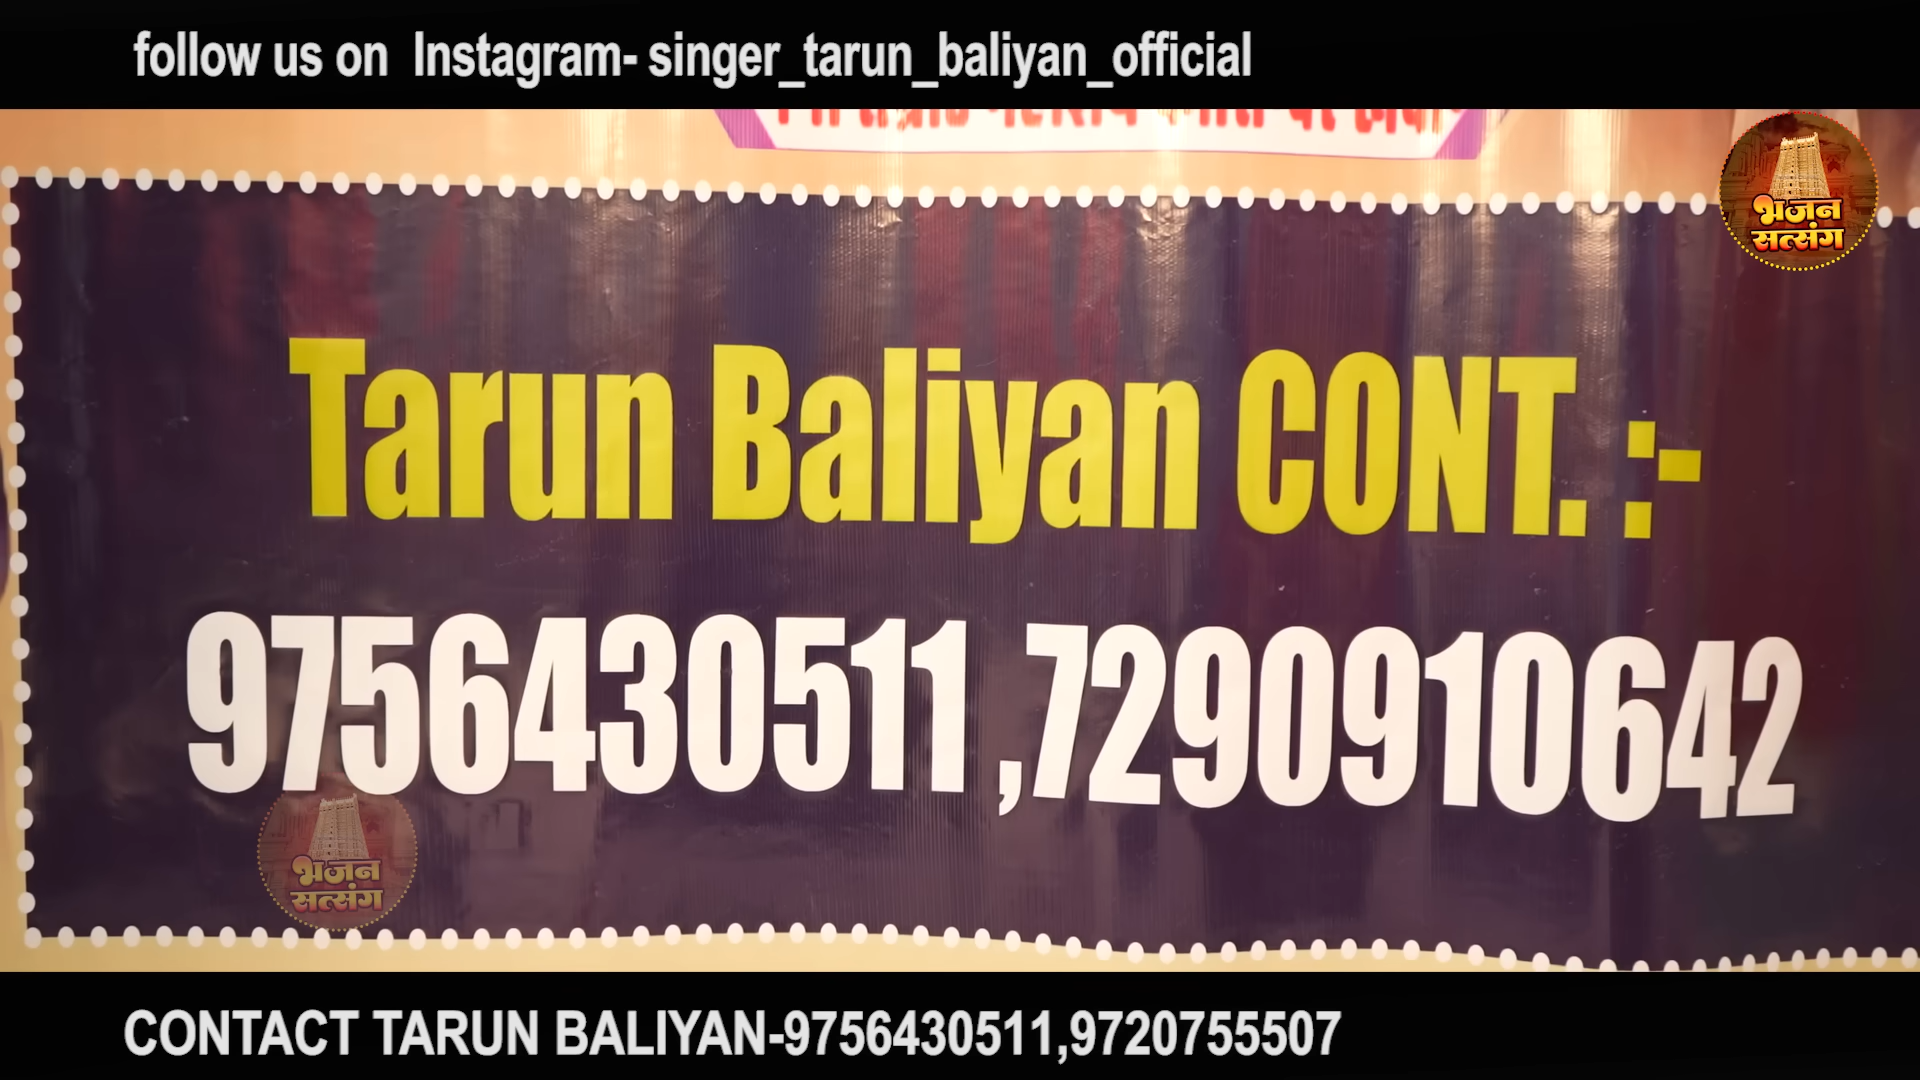 follow us on  Instagram- singer_tarun_baliyan_official
भजन
सत्संग
Tarun Baliyan CONT. :-
9756430511 ,7290910642
भजन
सत्संग
CONTACT TARUN BALIYAN-9756430511,9720755507